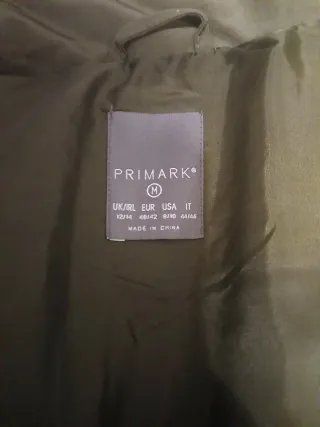 PRIMARK®
M
UK/IRL EUR USA IT
12/14 40/42 8/10 44/46
MADE IN CHINA